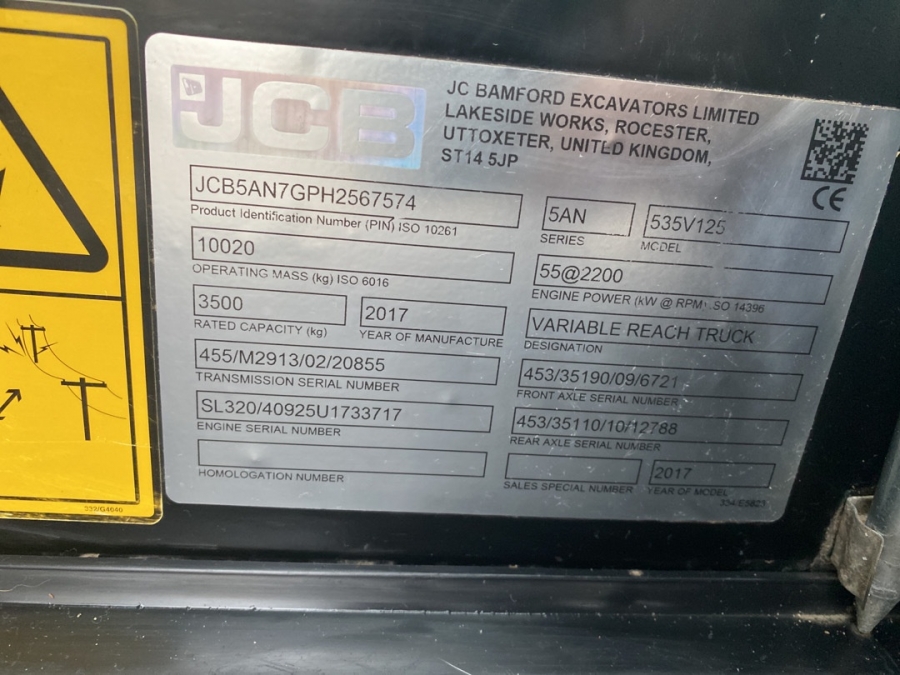 JCB
JC BAMFORD EXCAVATORS LIMITED
LAKESIDE WORKS, ROCESTER,
UTTOXETER, UNITED KINGDOM,
ST14 5JP
CE
JCB5AN7GPH2567574
Product Identification Number (PIN) ISO 10261
5AN
SERIES
535V125
MODEL
10020
OPERATING MASS (kg) ISO 6016
55@2200
ENGINE POWER (kW @ RPM) ISO 14396
3500
RATED CAPACITY (kg)
2017
YEAR OF MANUFACTURE
VARIABLE REACH TRUCK
DESIGNATION
455/M2913/02/20855
TRANSMISSION SERIAL NUMBER
453/35190/09/6721
FRONT AXLE SERIAL NUMBER
SL320/40925U1733717
ENGINE SERIAL NUMBER
453/35110/10/12788
REAR AXLE SERIAL NUMBER
HOMOLOGATION NUMBER
SALES SPECIAL NUMBER
2017
YEAR OF MODEL
334/E3823
332/G4640